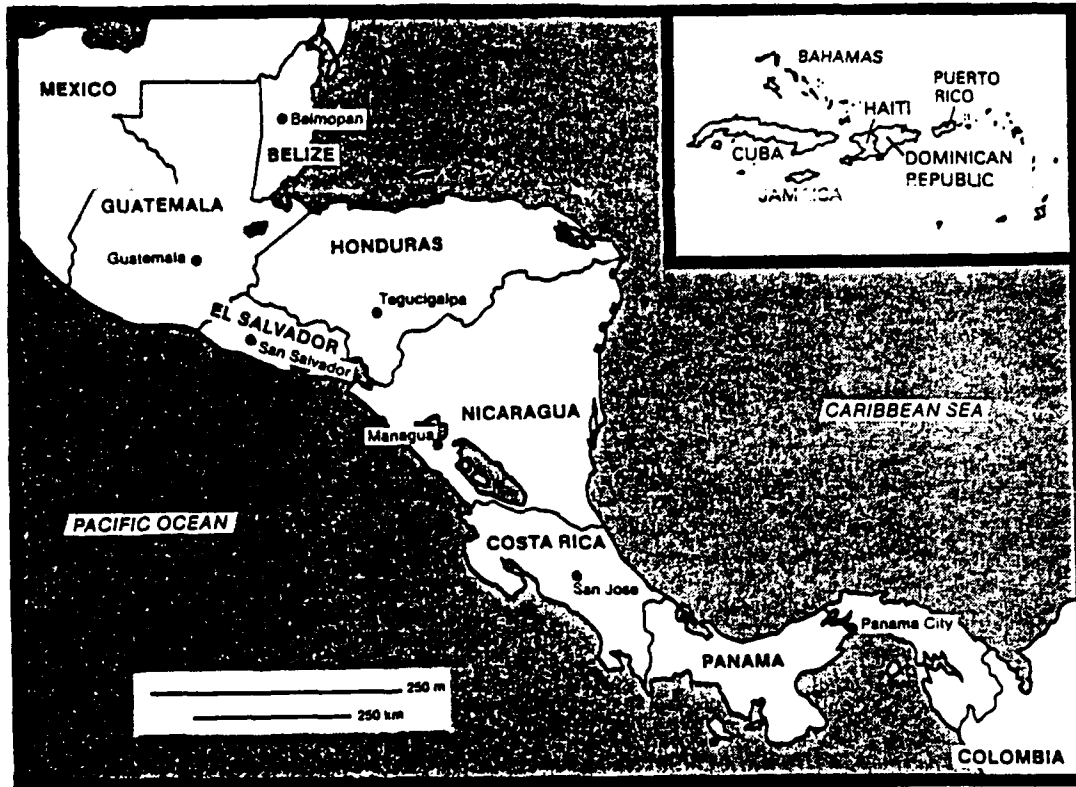 MEXICO
Belmopan
BELIZE
GUATEMALA
Guatemala
HONDURAS
Tegucigalpa
EL SALVADOR
San Salvador
NICARAGUA
Managua
COSTA RICA
San Jose
PANAMA
Panama City
COLOMBIA
PACIFIC OCEAN
CARIBBEAN SEA
250 m
250 km
BAHAMAS
PUERTO
RICO
HAITI
CUBA
DOMINICAN
REPUBLIC
JAMAICA